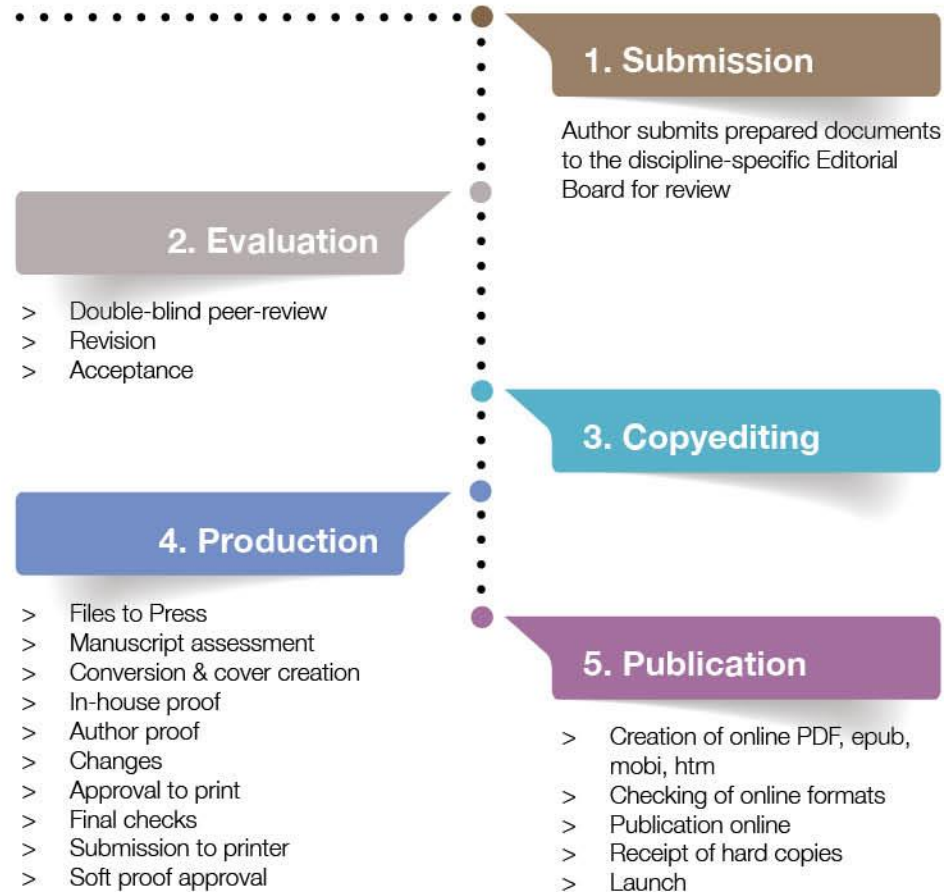 1. Submission
Author submits prepared documents
to the discipline-specific Editorial
Board for review
2. Evaluation
> Double-blind peer-review
> Revision
> Acceptance
3. Copyediting
4. Production
> Files to Press
> Manuscript assessment
> Conversion & cover creation
> In-house proof
> Author proof
> Changes
> Approval to print
> Final checks
> Submission to printer
> Soft proof approval
5. Publication
> Creation of online PDF, epub,
mobi, htm
> Checking of online formats
> Publication online
> Receipt of hard copies
> Launch